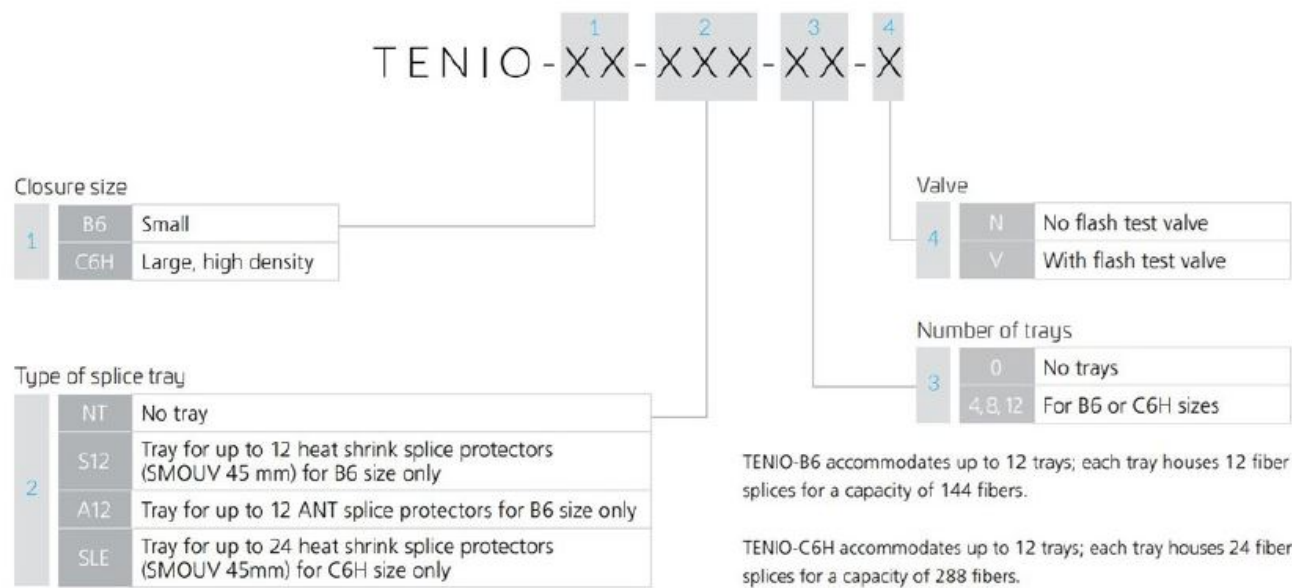 1 2 3 4
TENIO-XX-XXX-XX-X
Closure size
1
B6 Small
C6H Large, high density
Type of splice tray
2
NT No tray
S12 Tray for up to 12 heat shrink splice protectors
(SMOUV 45 mm) for B6 size only
A12 Tray for up to 12 ANT splice protectors for B6 size only
SLE Tray for up to 24 heat shrink splice protectors
(SMOUV 45mm) for C6H size only
Valve
4
N No flash test valve
V With flash test valve
Number of trays
3
0 No trays
4, 8, 12 For B6 or C6H sizes
TENIO-B6 accommodates up to 12 trays; each tray houses 12 fiber
splices for a capacity of 144 fibers.
TENIO-C6H accommodates up to 12 trays; each tray houses 24 fiber
splices for a capacity of 288 fibers.